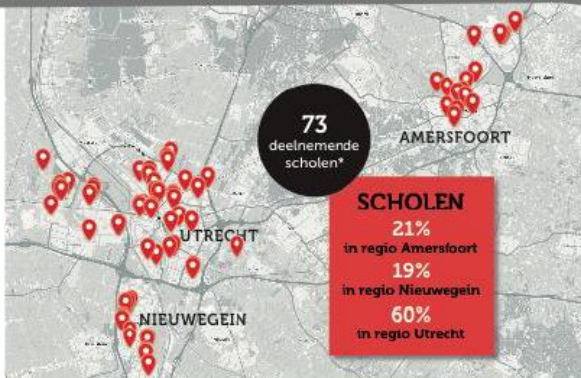 73
deelnemende
scholen*
AMERSFOORT
SCHOLEN
21%
in regio Amersfoort
19%
in regio Nieuwegein
60%
in regio Utrecht
UTRECHT
NIEUWEGEIN